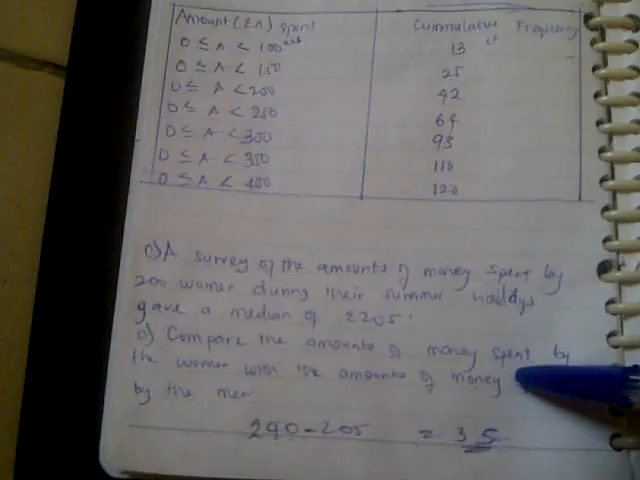 Amount (£A) spent Cummulative Frequency
0 ≤ A < 100 13
0 ≤ A < 150 25
0 ≤ A < 200 42
0 ≤ A < 250 64
0 ≤ A < 300 93
0 ≤ A < 350 110
0 ≤ A < 400 120
c) A survey of the amounts of money spent by
200 women during their summer holidays
gave a median of £205.
d) Compare the amounts of money spent by
the women with the amounts of money
by the men.
240 - 205 = 35